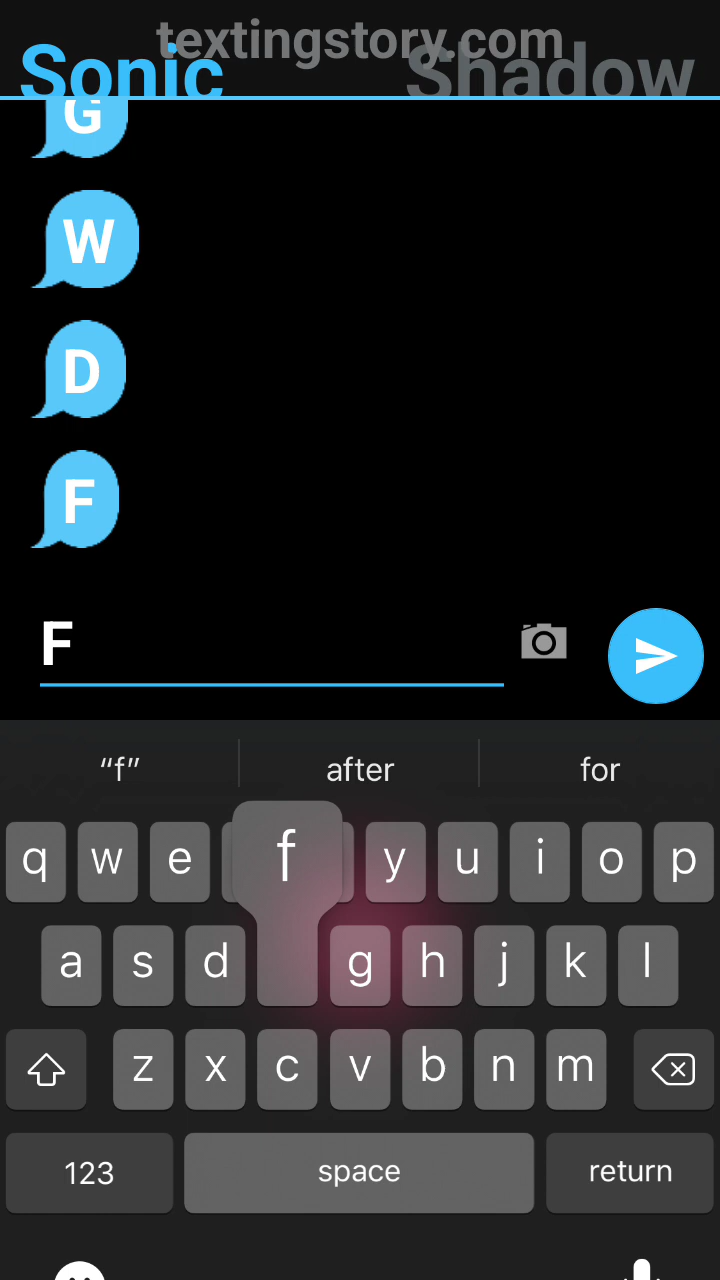 textingstory.com
Sonic Shadow
G
W
D
F
F
“f” after for
q w e f y u i o p
a s d g h j k l
z x c v b n m
123 space return